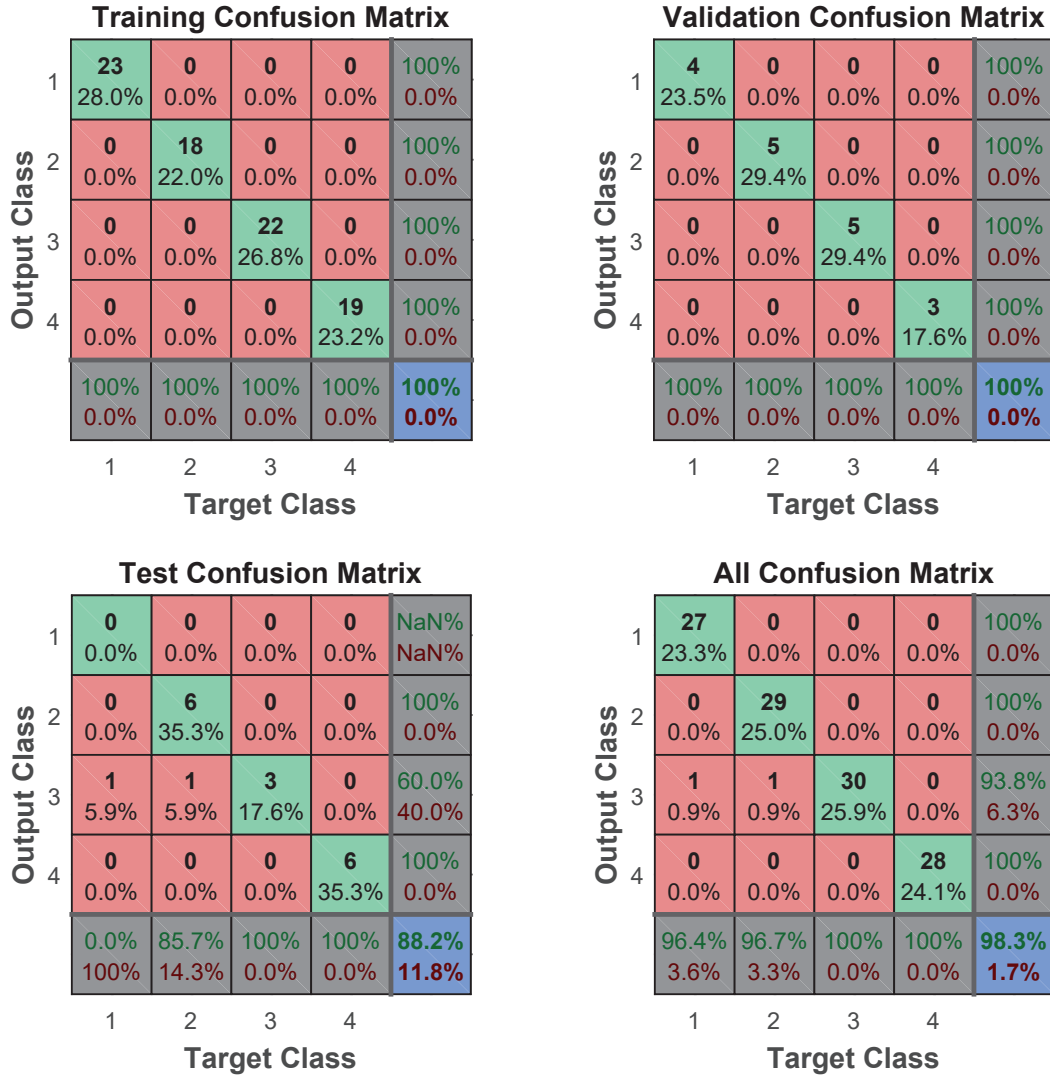 Training Confusion Matrix
1
23 0 0 0 100%
28.0% 0.0% 0.0% 0.0% 0.0%
2
0 18 0 0 100%
0.0% 22.0% 0.0% 0.0% 0.0%
3
0 0 22 0 100%
0.0% 0.0% 26.8% 0.0% 0.0%
4
0 0 0 19 100%
0.0% 0.0% 0.0% 23.2% 0.0%
100% 100% 100% 100% 100%
0.0% 0.0% 0.0% 0.0% 0.0%
1 2 3 4
Target Class
Output Class
Validation Confusion Matrix
1
4 0 0 0 100%
23.5% 0.0% 0.0% 0.0% 0.0%
2
0 5 0 0 100%
0.0% 29.4% 0.0% 0.0% 0.0%
3
0 0 5 0 100%
0.0% 0.0% 29.4% 0.0% 0.0%
4
0 0 0 3 100%
0.0% 0.0% 0.0% 17.6% 0.0%
100% 100% 100% 100% 100%
0.0% 0.0% 0.0% 0.0% 0.0%
1 2 3 4
Target Class
Output Class
Test Confusion Matrix
1
0 0 0 0 NaN%
0.0% 0.0% 0.0% 0.0% NaN%
2
0 6 0 0 100%
0.0% 35.3% 0.0% 0.0% 0.0%
3
1 1 3 0 60.0%
5.9% 5.9% 17.6% 0.0% 40.0%
4
0 0 0 6 100%
0.0% 0.0% 0.0% 35.3% 0.0%
0.0% 85.7% 100% 100% 88.2%
100% 14.3% 0.0% 0.0% 11.8%
1 2 3 4
Target Class
Output Class
All Confusion Matrix
1
27 0 0 0 100%
23.3% 0.0% 0.0% 0.0% 0.0%
2
0 29 0 0 100%
0.0% 25.0% 0.0% 0.0% 0.0%
3
1 1 30 0 93.8%
0.9% 0.9% 25.9% 0.0% 6.3%
4
0 0 0 28 100%
0.0% 0.0% 0.0% 24.1% 0.0%
96.4% 96.7% 100% 100% 98.3%
3.6% 3.3% 0.0% 0.0% 1.7%
1 2 3 4
Target Class
Output Class